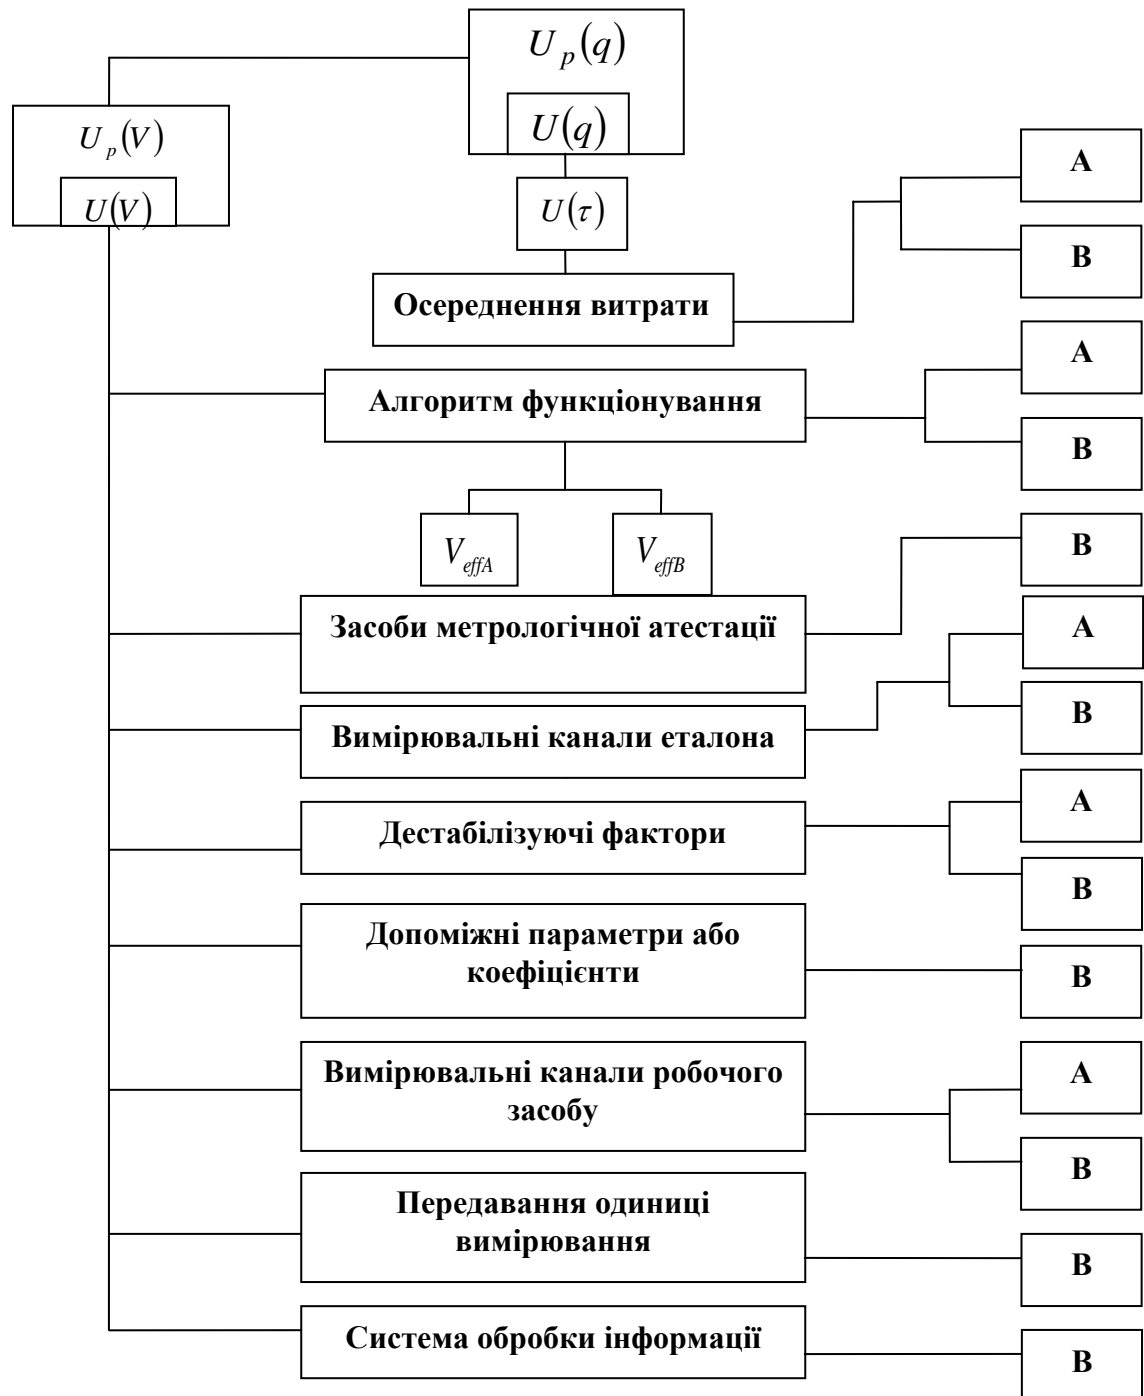 U_p(q)
U(q)
U_p(V)
U(V)
U(τ)
A
B
Осереднення витрати
A
Алгоритм функціонування
B
V_effA
V_effB
B
Засоби метрологічної атестації
A
B
Вимірювальні канали еталона
A
Дестабілізуючі фактори
B
Допоміжні параметри або
коефіцієнти
B
Вимірювальні канали робочого
засобу
A
B
Передавання одиниці
вимірювання
B
Система обробки інформації
B